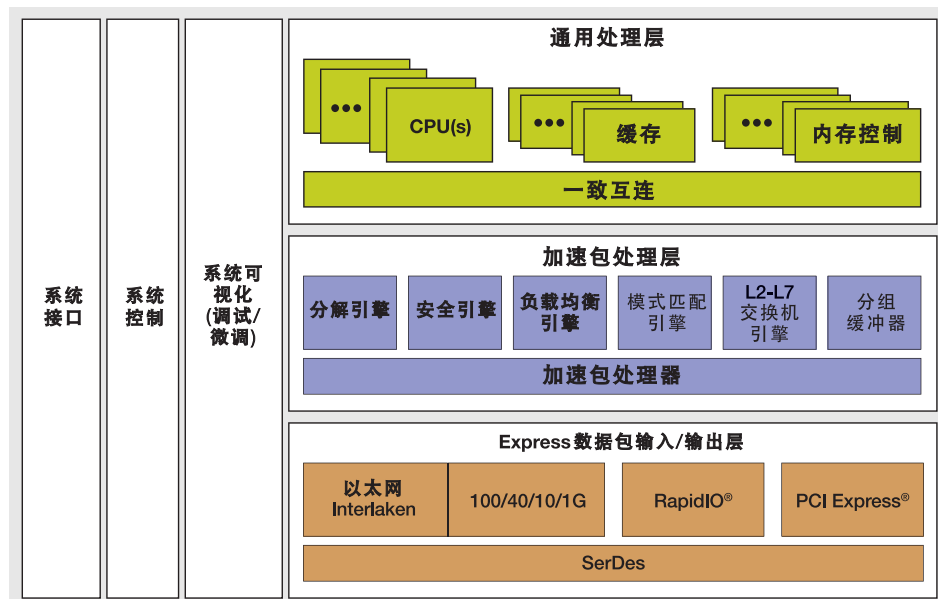 系统
接口
系统
控制
系统可
视化
(调试/
微调)
通用处理层
•••
CPU(s)
•••
缓存
•••
内存控制
一致互连
加速包处理层
分解引擎
安全引擎
负载均衡
引擎
模式匹配
引擎
L2-L7
交换机
引擎
分组
缓冲器
加速包处理器
Express数据包输入/输出层
以太网
Interlaken
100/40/10/1G
RapidIO®
PCI Express®
SerDes